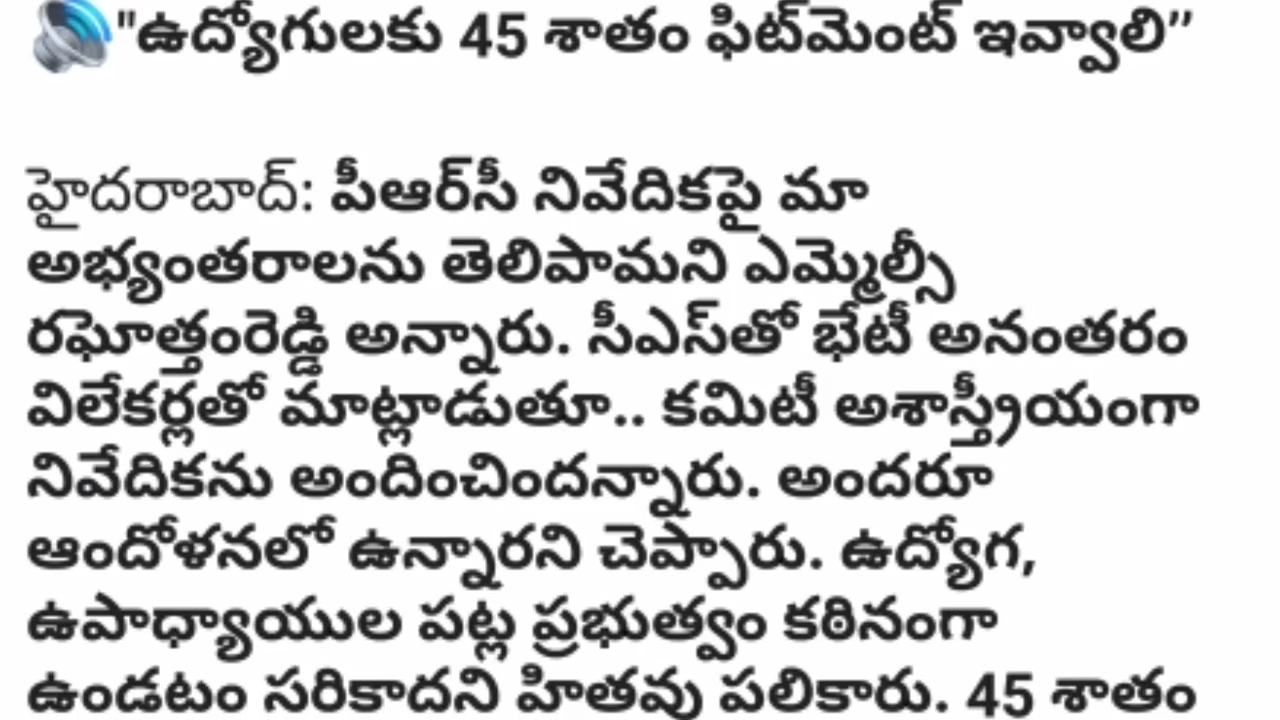 "ఉద్యోగులకు 45 శాతం ఫిట్‌మెంట్ ఇవ్వాలి”
హైదరాబాద్: పీఆర్‌సీ నివేదికపై మా
అభ్యంతరాలను తెలిపామని ఎమ్మెల్సీ
రఘోత్తంరెడ్డి అన్నారు. సీఎస్‌తో భేటీ అనంతరం
విలేకర్లతో మాట్లాడుతూ.. కమిటీ అశాస్త్రీయంగా
నివేదికను అందించిందన్నారు. అందరూ
ఆందోళనలో ఉన్నారని చెప్పారు. ఉద్యోగ,
ఉపాధ్యాయుల పట్ల ప్రభుత్వం కఠినంగా
ఉండటం సరికాదని హితవు పలికారు. 45 శాతం